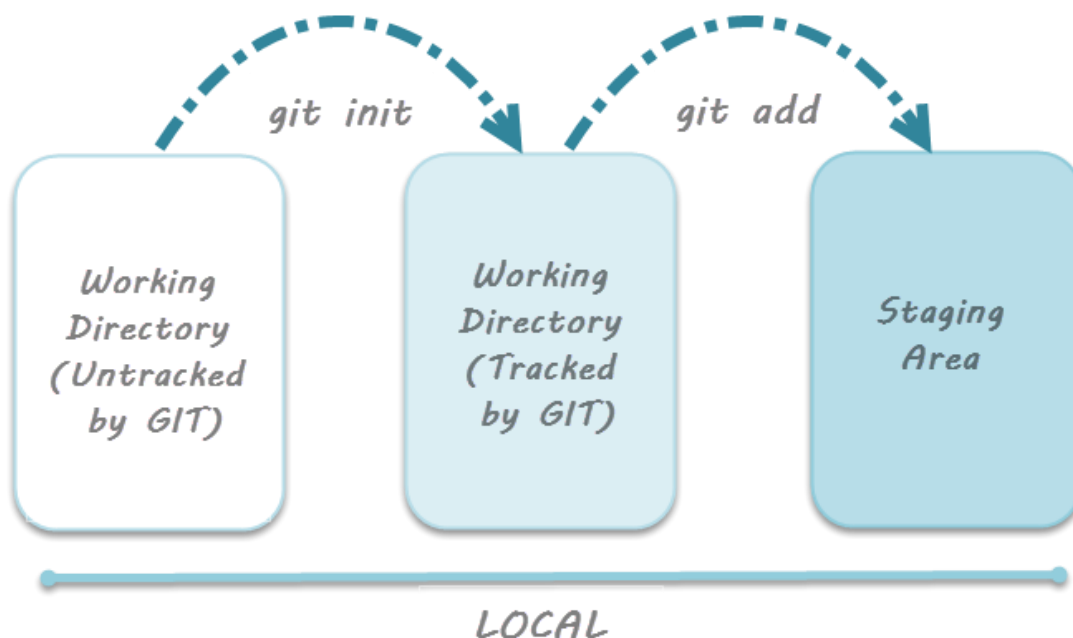 git init
git add
Working
Directory
(Untracked
by GIT)
Working
Directory
(Tracked
by GIT)
Staging
Area
LOCAL